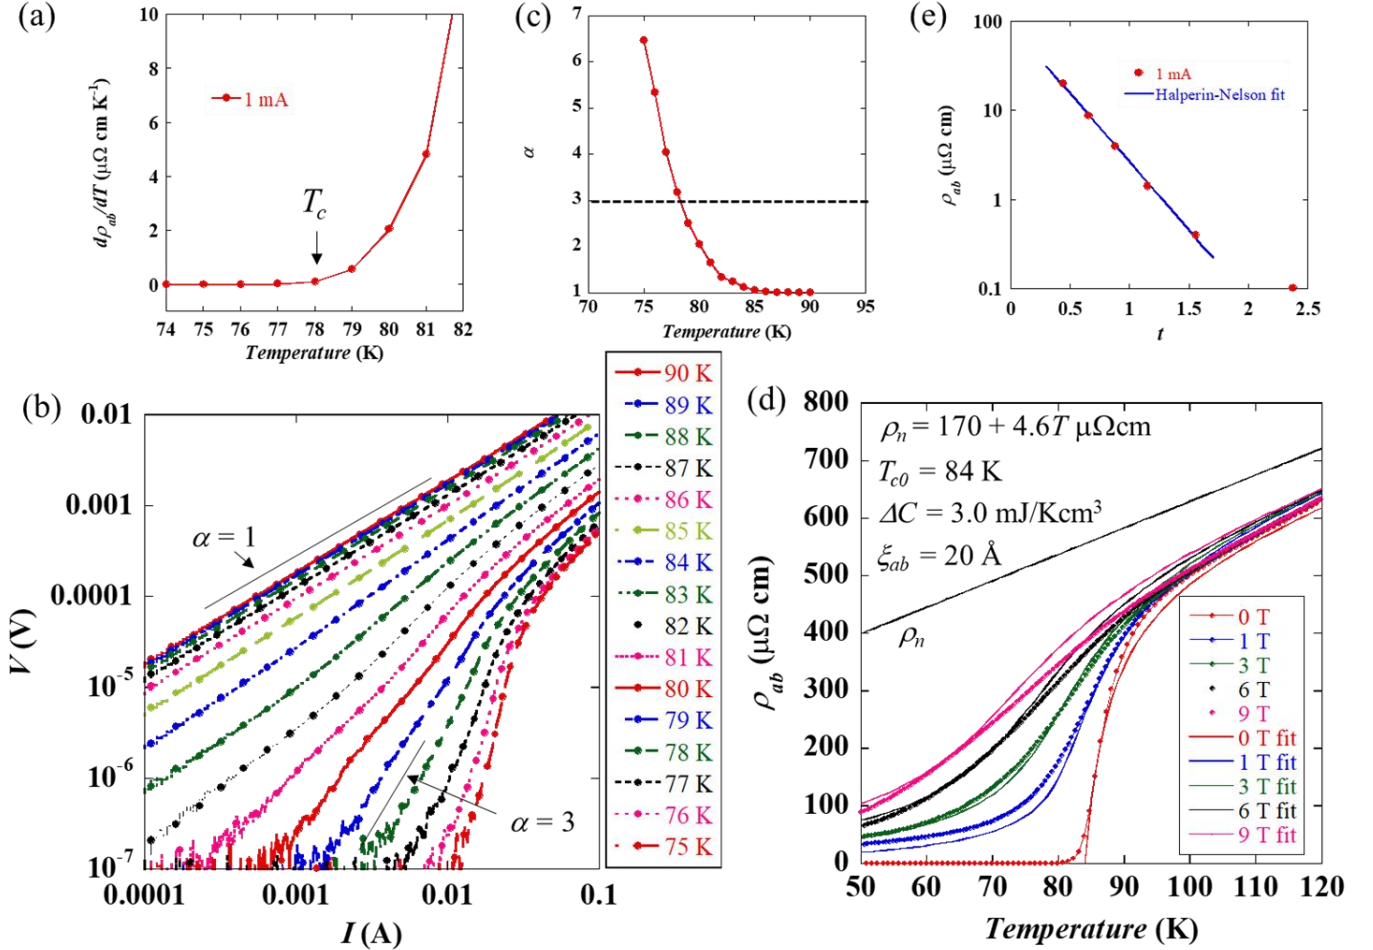 (a)
10
8
6
4
2
0
dρab/dT (μΩ cm K⁻¹)
1 mA
Tc
74 75 76 77 78 79 80 81 82
Temperature (K)
(c)
7
6
5
4
3
2
1
α
70 75 80 85 90 95
Temperature (K)
(e)
100
10
1
0.1
ρab (μΩ cm)
1 mA
Halperin-Nelson fit
0 0.5 1 1.5 2 2.5
t
(b)
0.01
0.001
0.0001
10⁻⁵
10⁻⁶
10⁻⁷
V (V)
α = 1
α = 3
0.0001 0.001 0.01 0.1
I (A)
90 K
89 K
88 K
87 K
86 K
85 K
84 K
83 K
82 K
81 K
80 K
79 K
78 K
77 K
76 K
75 K
(d)
800
700
600
500
400
300
200
100
0
ρab (μΩ cm)
ρn = 170 + 4.6T μΩcm
Tc0 = 84 K
ΔC = 3.0 mJ/Kcm³
ξab = 20 Å
ρn
0 T
1 T
3 T
6 T
9 T
0 T fit
1 T fit
3 T fit
6 T fit
9 T fit
50 60 70 80 90 100 110 120
Temperature (K)